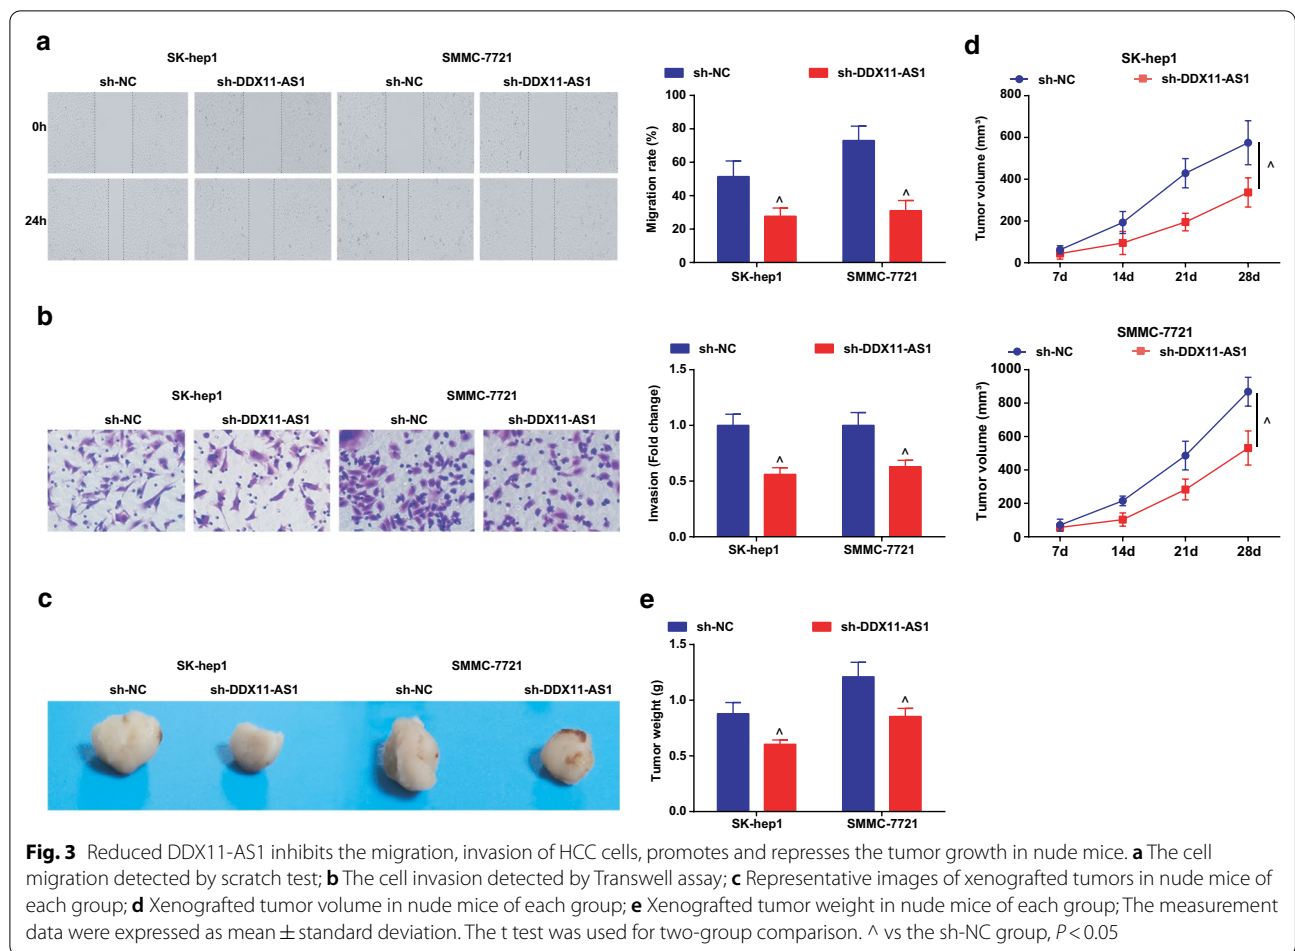 a
SK-hep1
SMMC-7721
sh-NC
sh-DDX11-AS1
sh-NC
sh-DDX11-AS1
0h
24h
sh-NC
sh-DDX11-AS1
Migration rate (%)
100
80
60
40
20
0
^
^
SK-hep1
SMMC-7721
d
SK-hep1
sh-NC
sh-DDX11-AS1
Tumor volume (mm³)
800
600
400
200
0
^
7d
14d
21d
28d
b
SK-hep1
SMMC-7721
sh-NC
sh-DDX11-AS1
sh-NC
sh-DDX11-AS1
sh-NC
sh-DDX11-AS1
Invasion (Fold change)
1.5
1.0
0.5
0.0
^
^
SK-hep1
SMMC-7721
SMMC-7721
sh-NC
sh-DDX11-AS1
Tumor volume (mm³)
1000
800
600
400
200
0
^
7d
14d
21d
28d
c
SK-hep1
SMMC-7721
sh-NC
sh-DDX11-AS1
sh-NC
sh-DDX11-AS1
e
sh-NC
sh-DDX11-AS1
Tumor weight (g)
1.5
1.0
0.5
0.0
^
^
SK-hep1
SMMC-7721
Fig. 3 Reduced DDX11-AS1 inhibits the migration, invasion of HCC cells, promotes and represses the tumor growth in nude mice. a The cell
migration detected by scratch test; b The cell invasion detected by Transwell assay; c Representative images of xenografted tumors in nude mice of
each group; d Xenografted tumor volume in nude mice of each group; e Xenografted tumor weight in nude mice of each group; The measurement
data were expressed as mean ± standard deviation. The t test was used for two-group comparison. ^ vs the sh-NC group, P < 0.05